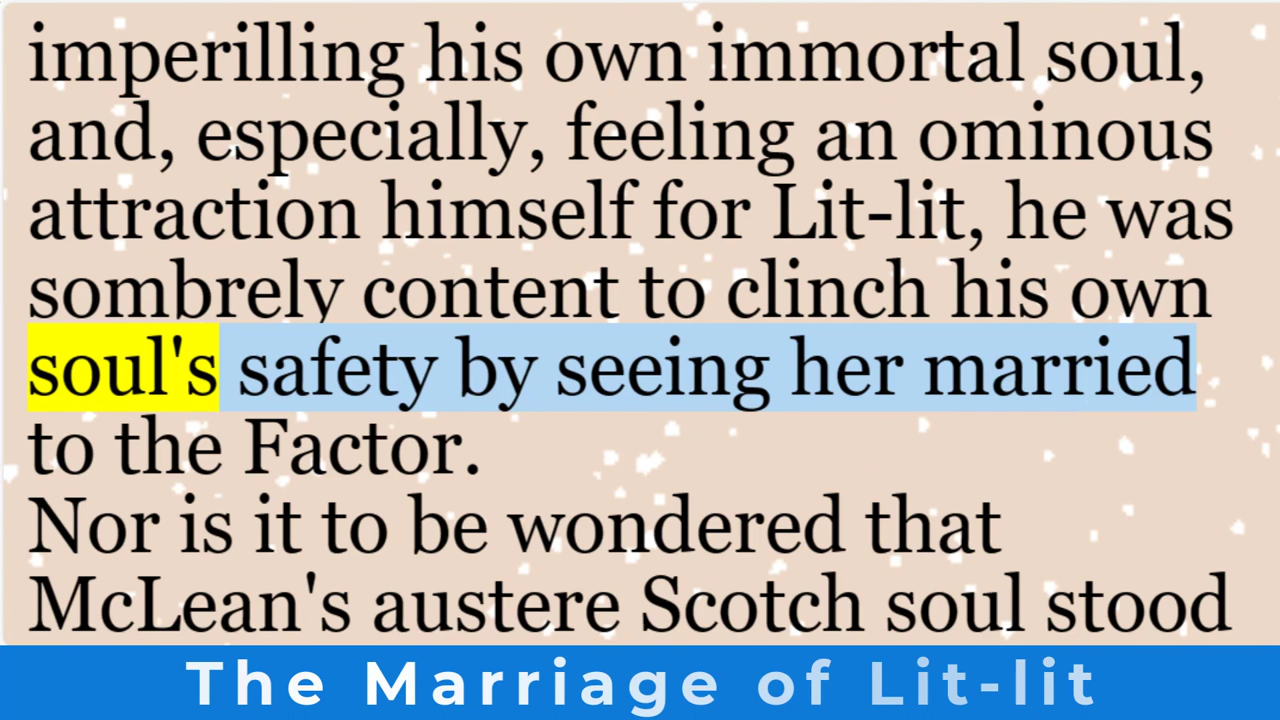 imperilling his own immortal soul,
and, especially, feeling an ominous
attraction himself for Lit-lit, he was
sombrely content to clinch his own
soul's safety by seeing her married
to the Factor.
Nor is it to be wondered that
McLean's austere Scotch soul stood
The Marriage of Lit-lit